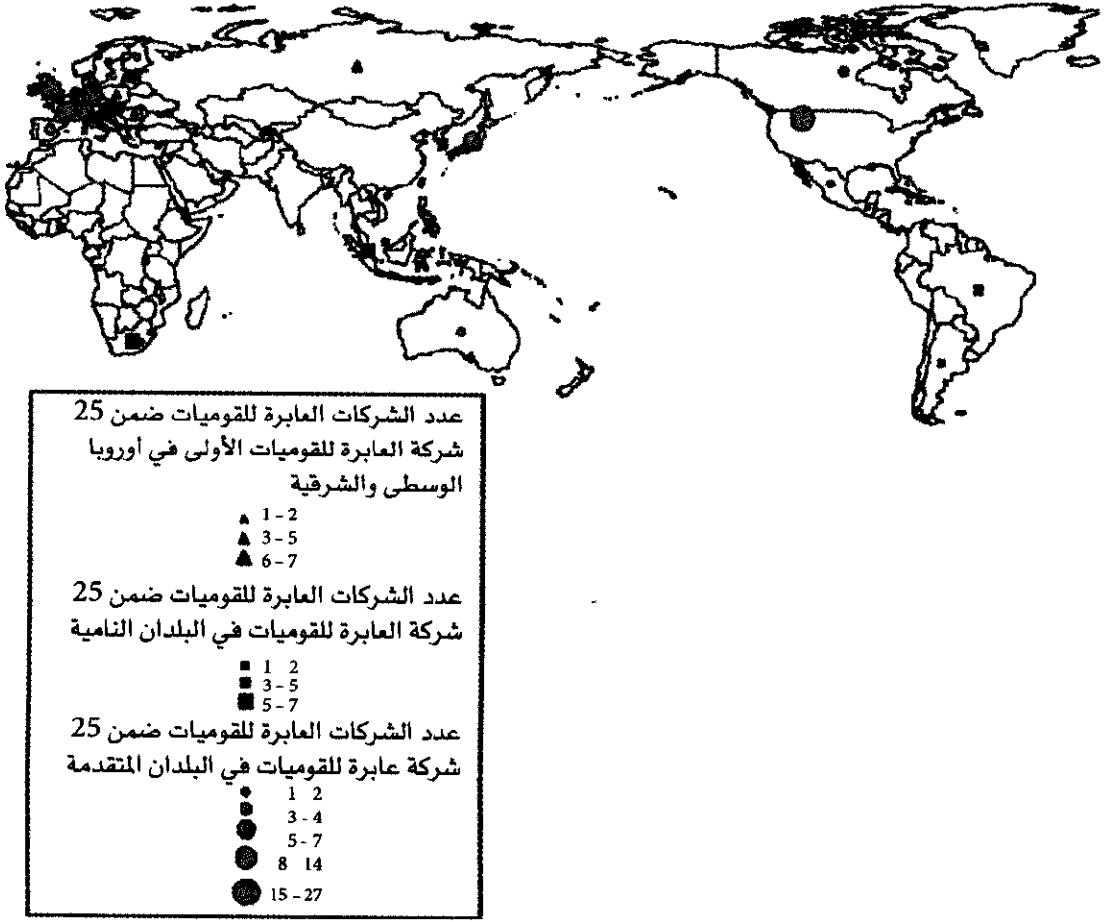 عدد الشركات العابرة للقوميات ضمن 25
شركة العابرة للقوميات الأولى في أوروبا
الوسطى والشرقية
1 - 2
3 - 5
6 - 7
عدد الشركات العابرة للقوميات ضمن 25
شركة العابرة للقوميات في البلدان النامية
1 2
3 - 5
5 - 7
عدد الشركات العابرة للقوميات ضمن 25
شركة عابرة للقوميات في البلدان المتقدمة
1 2
3 - 4
5 - 7
8 14
15 - 27